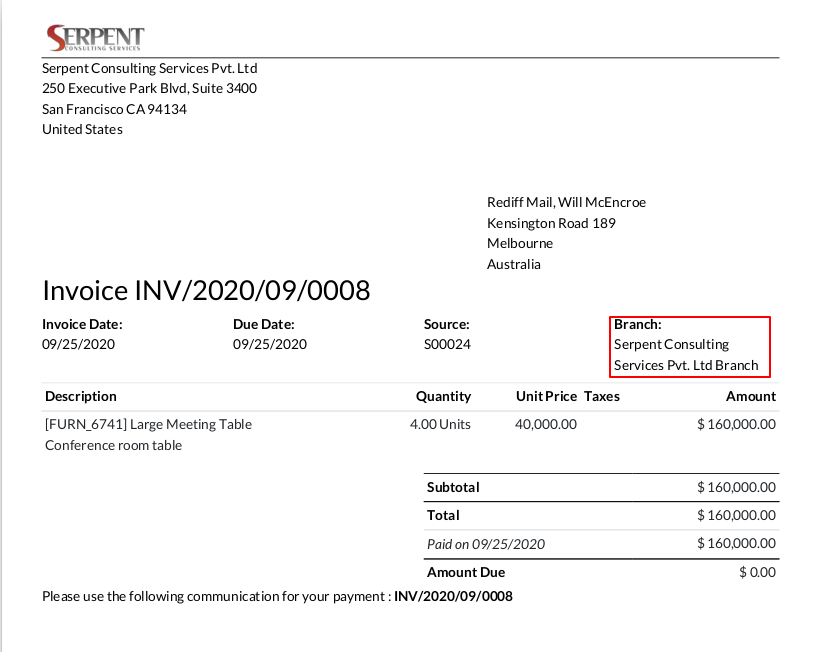 SERPENT
CONSULTING SERVICES
Serpent Consulting Services Pvt. Ltd
250 Executive Park Blvd, Suite 3400
San Francisco CA 94134
United States
Rediff Mail, Will McEncroe
Kensington Road 189
Melbourne
Australia
Invoice INV/2020/09/0008
Invoice Date: Due Date: Source: Branch:
09/25/2020 09/25/2020 S00024 Serpent Consulting
Services Pvt. Ltd Branch
Description Quantity Unit Price Taxes Amount
[FURN_6741] Large Meeting Table 4.00 Units 40,000.00 $ 160,000.00
Conference room table
Subtotal $ 160,000.00
Total $ 160,000.00
Paid on 09/25/2020 $ 160,000.00
Amount Due $ 0.00
Please use the following communication for your payment : INV/2020/09/0008